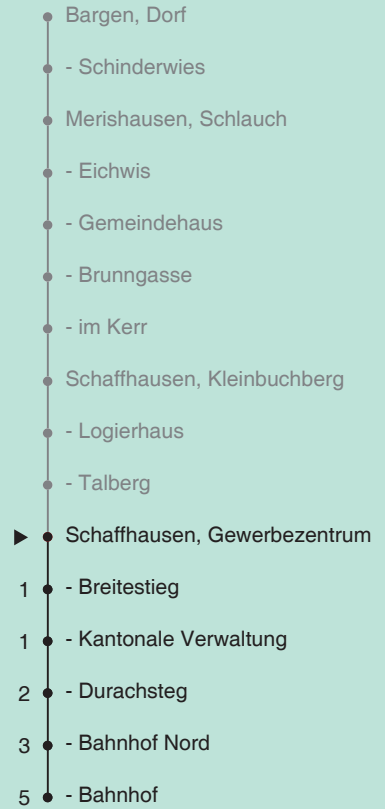 Bargen, Dorf
- Schinderwies
Merishausen, Schlauch
- Eichwis
- Gemeindehaus
- Brunngasse
- im Kerr
Schaffhausen, Kleinbuchberg
- Logierhaus
- Talberg
Schaffhausen, Gewerbezentrum
1 - Breitestieg
1 - Kantonale Verwaltung
2 - Durachsteg
3 - Bahnhof Nord
5 - Bahnhof